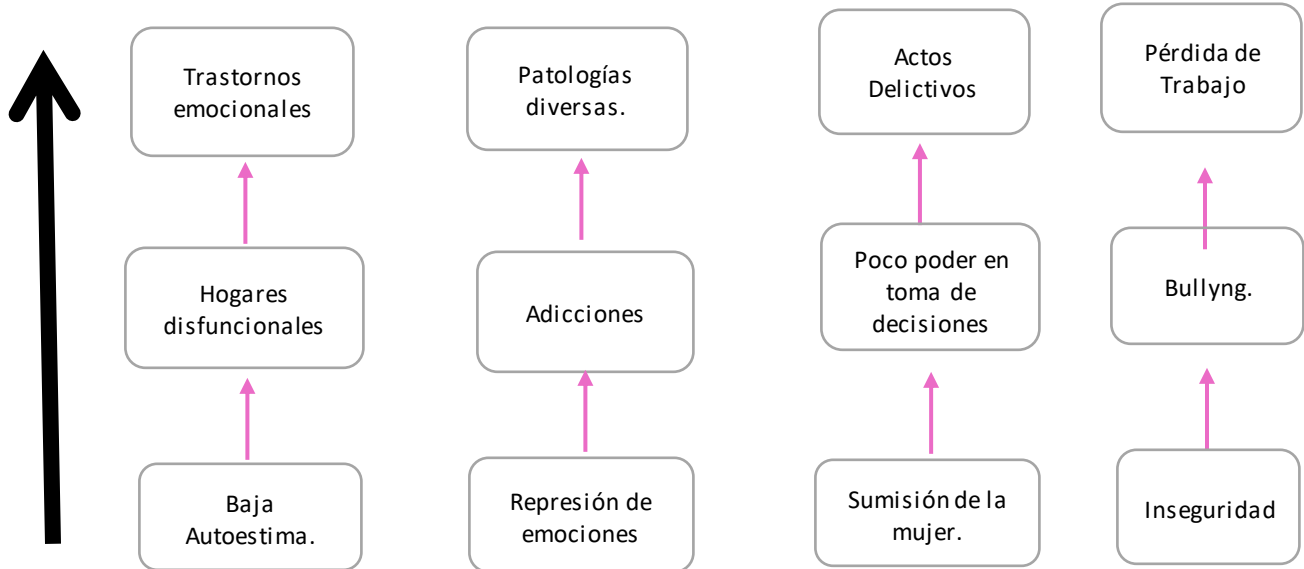 Trastornos
emocionales
Patologías
diversas.
Actos
Delictivos
Pérdida de
Trabajo
Hogares
disfuncionales
Adicciones
Poco poder en
toma de
decisiones
Bullyng.
Baja
Autoestima.
Represión de
emociones
Sumisión de la
mujer.
Inseguridad